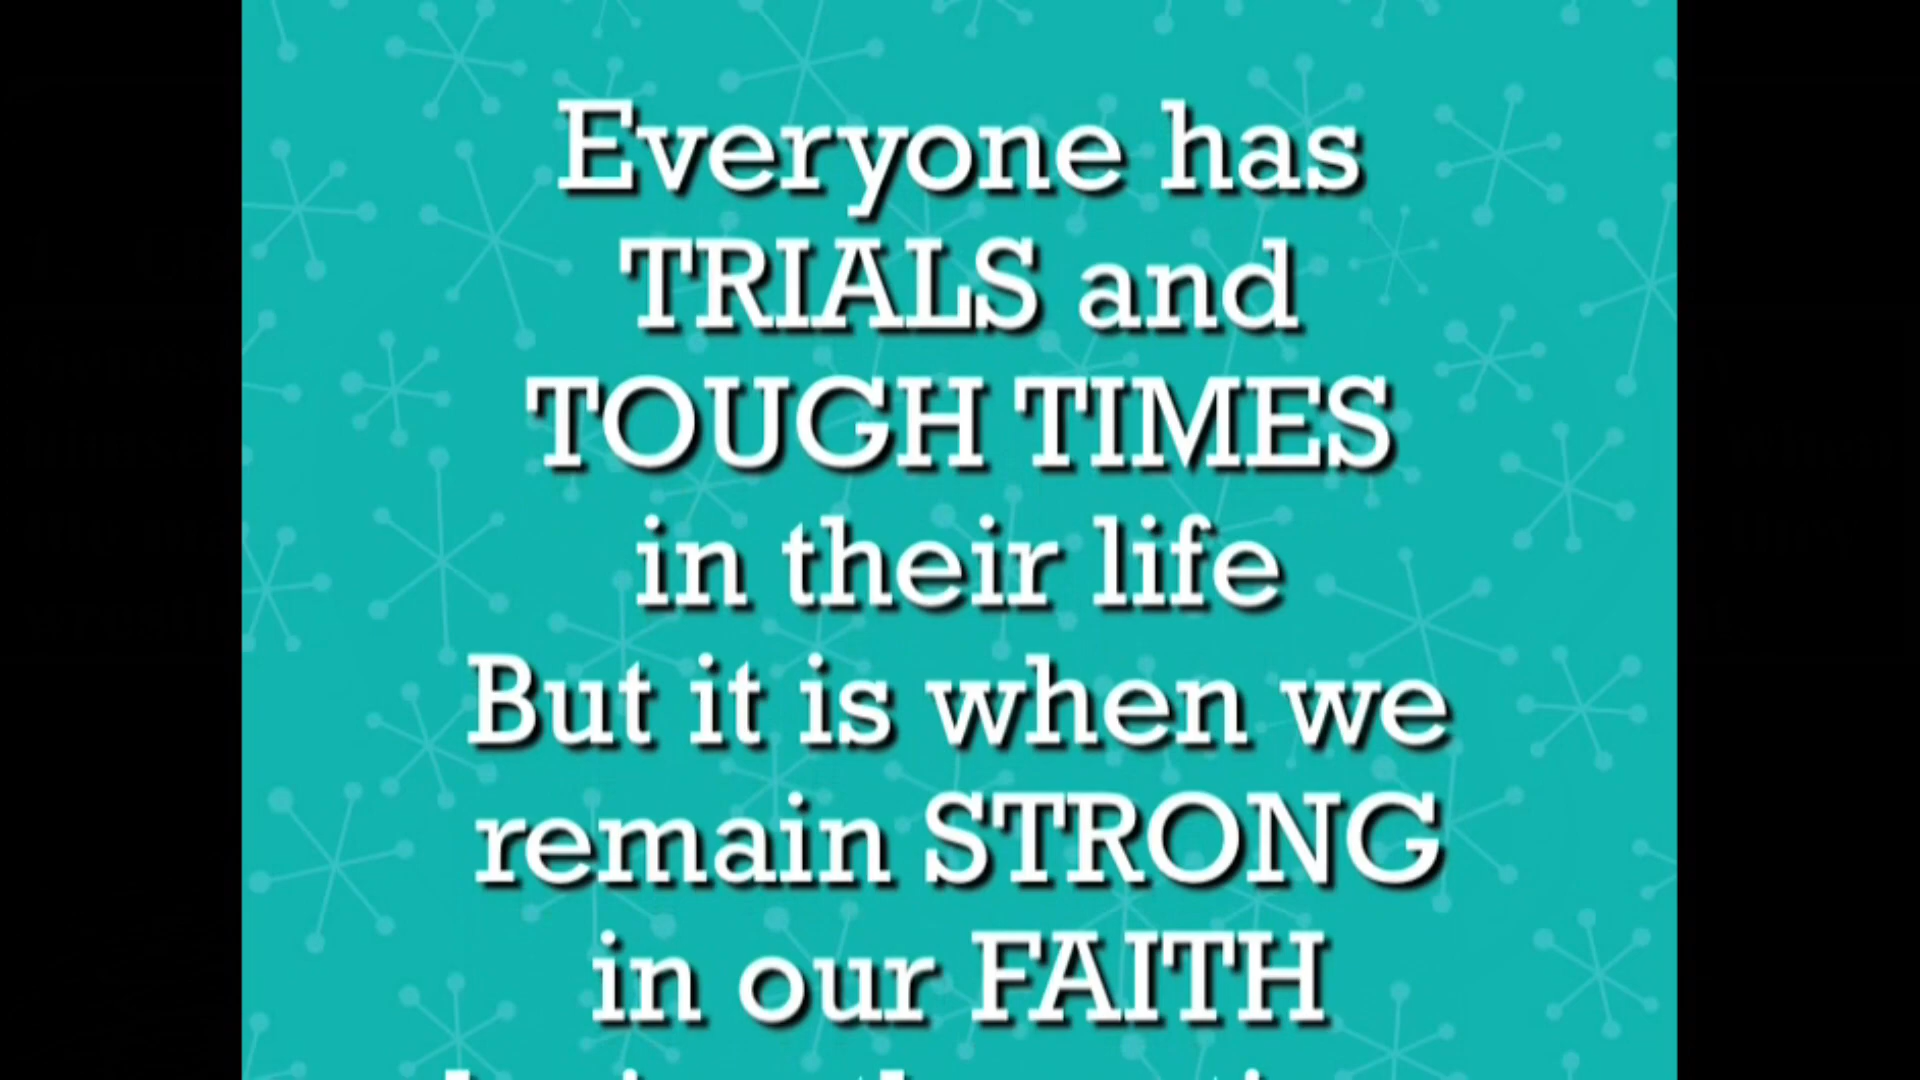 Everyone has
TRIALS and
TOUGH TIMES
in their life
But it is when we
remain STRONG
in our FAITH